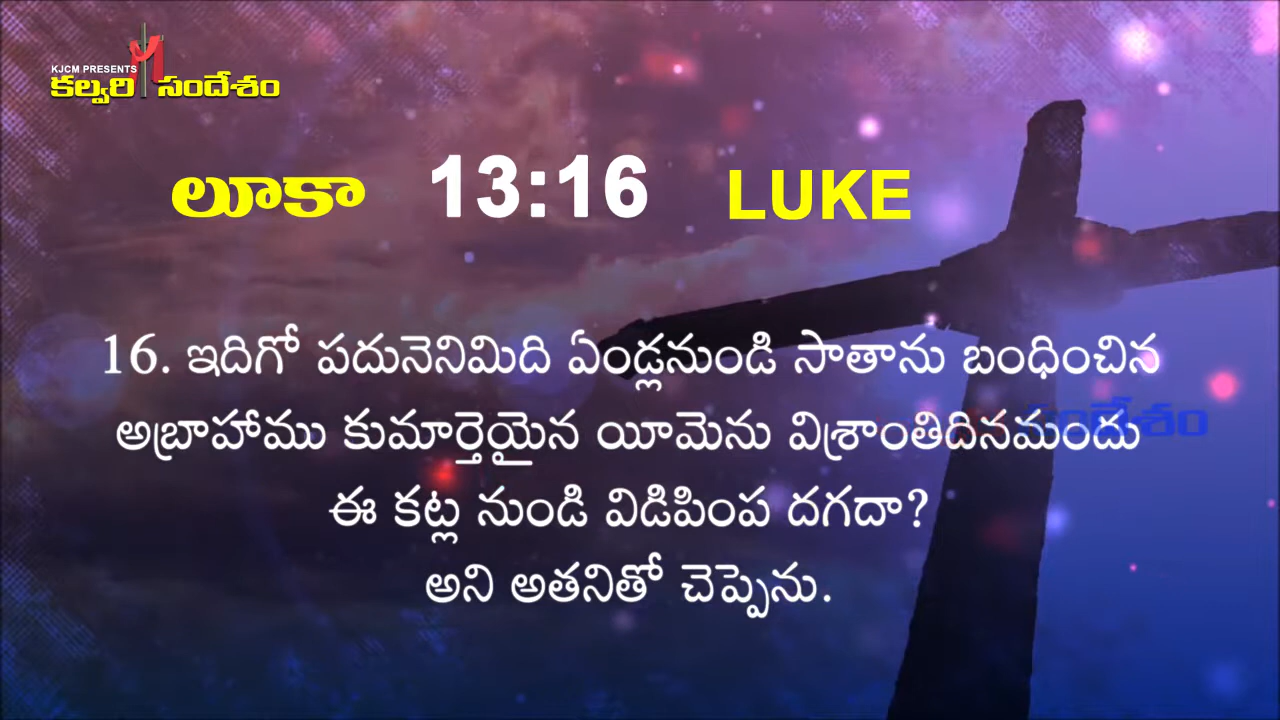 KJCM PRESENTS
కల్వరి సందేశం
లూకా 13:16 LUKE
16. ఇదిగో పదునెనిమిది ఏండ్లనుండి సాతాను బంధించిన
అబ్రాహాము కుమార్తెయైన యీమెను విశ్రాంతిదినమందు
సందేశం
ఈ కట్ల నుండి విడిపింప దగదా?
అని అతనితో చెప్పెను.